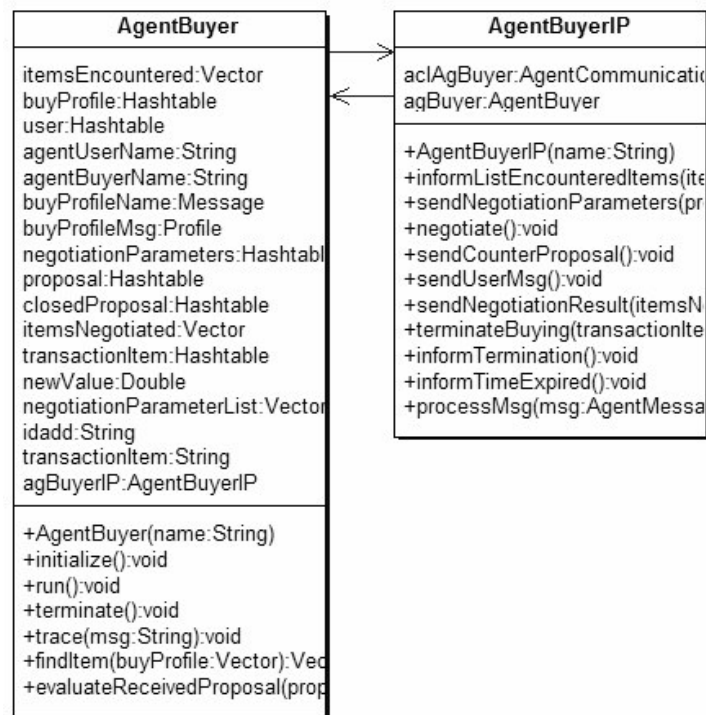 AgentBuyer
itemsEncountered:Vector
buyProfile:Hashtable
user:Hashtable
agentUserName:String
agentBuyerName:String
buyProfileName:Message
buyProfileMsg:Profile
negotiationParameters:Hashtabl
proposal:Hashtable
closedProposal:Hashtable
itemsNegotiated:Vector
transactionItem:Hashtable
newValue:Double
negotiationParameterList:Vector
idadd:String
transactionItem:String
agBuyerIP:AgentBuyerIP
+AgentBuyer(name:String)
+initialize():void
+run():void
+terminate():void
+trace(msg:String):void
+findItem(buyProfile:Vector):Vec
+evaluateReceivedProposal(prop
AgentBuyerIP
aclAgBuyer:AgentCommunicatio
agBuyer:AgentBuyer
+AgentBuyerIP(name:String)
+informListEncounteredItems(ite
+sendNegotiationParameters(pr
+negotiate():void
+sendCounterProposal():void
+sendUserMsg():void
+sendNegotiationResult(itemsN
+terminateBuying(transactionIte
+informTermination():void
+informTimeExpired():void
+processMsg(msg:AgentMessa